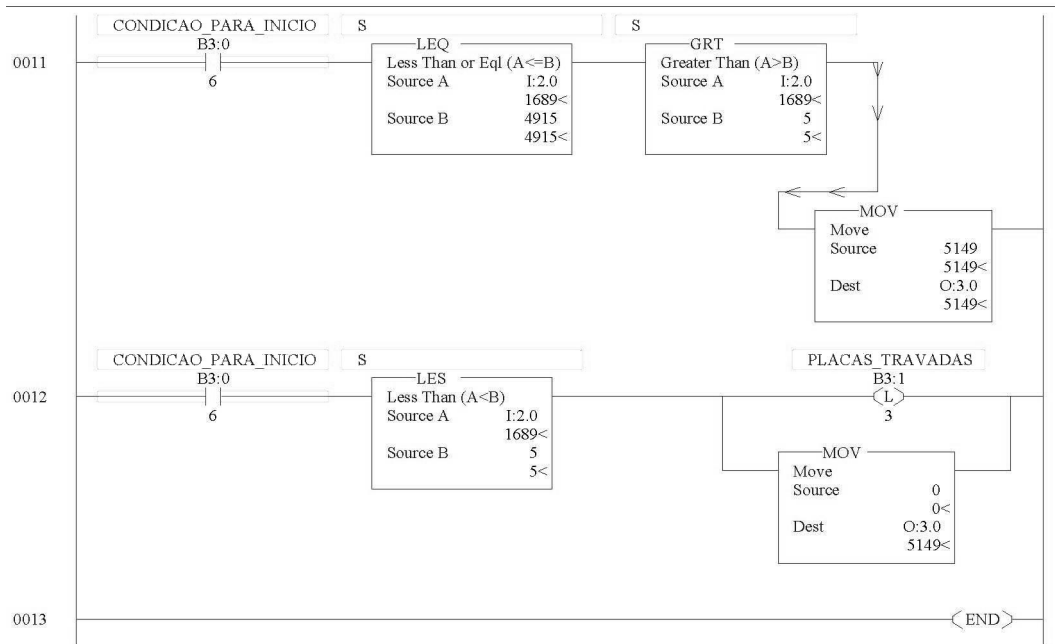 CONDICAO_PARA_INICIO S S
B3:0 LEQ GRT
0011 Less Than or Eql (A<=B) Greater Than (A>B)
6 Source A I:2.0 Source A I:2.0
1689< 1689<
Source B 4915 Source B 5
4915< 5<
MOV
Move
Source 5149
5149<
Dest O:3.0
5149<
CONDICAO_PARA_INICIO S PLACAS_TRAVADAS
B3:0 LES B3:1
0012 Less Than (A<B) L
6 Source A I:2.0 3
1689<
Source B 5 MOV
5< Move
Source 0
0<
Dest O:3.0
5149<
0013 END